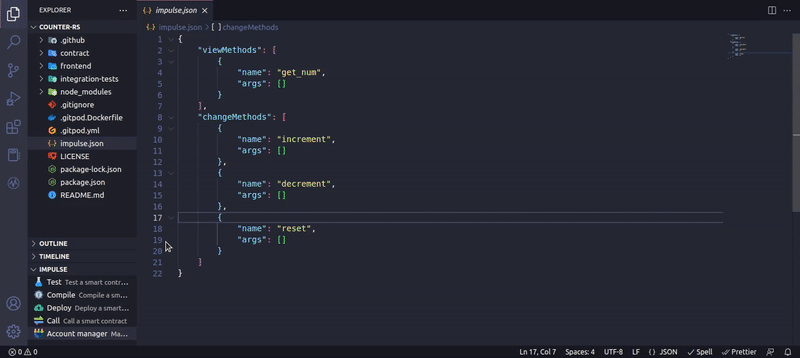 EXPLORER
···
impulse.json
COUNTER-RS
impulse.json > [ ] changeMethods
.github
contract
frontend
integration-tests
node_modules
.gitignore
.gitpod.Dockerfile
.gitpod.yml
impulse.json
LICENSE
package-lock.json
package.json
README.md
OUTLINE
TIMELINE
IMPULSE
Test Test a smart contr...
Compile Compile a sm...
Deploy Deploy a smart...
Call Call a smart contract
Account manager Ma...
1 {
2 "viewMethods": [
3 {
4 "name": "get_num",
5 "args": []
6 }
7 ],
8 "changeMethods": [
9 {
10 "name": "increment",
11 "args": []
12 },
13 {
14 "name": "decrement",
15 "args": []
16 },
17 {
18 "name": "reset",
19 "args": []
20 }
21 ]
22 }
0 0
Ln 17, Col 7 Spaces: 4 UTF-8 LF {} JSON Spell Prettier